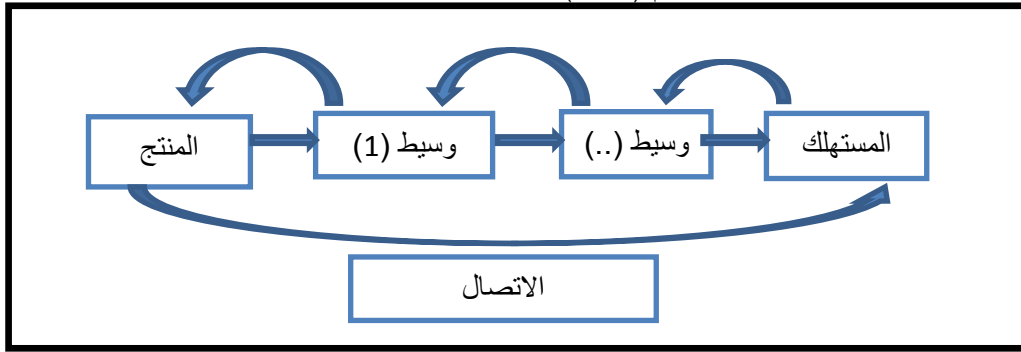 المنتج
وسيط (1)
وسيط (..)
المستهلك
الاتصال